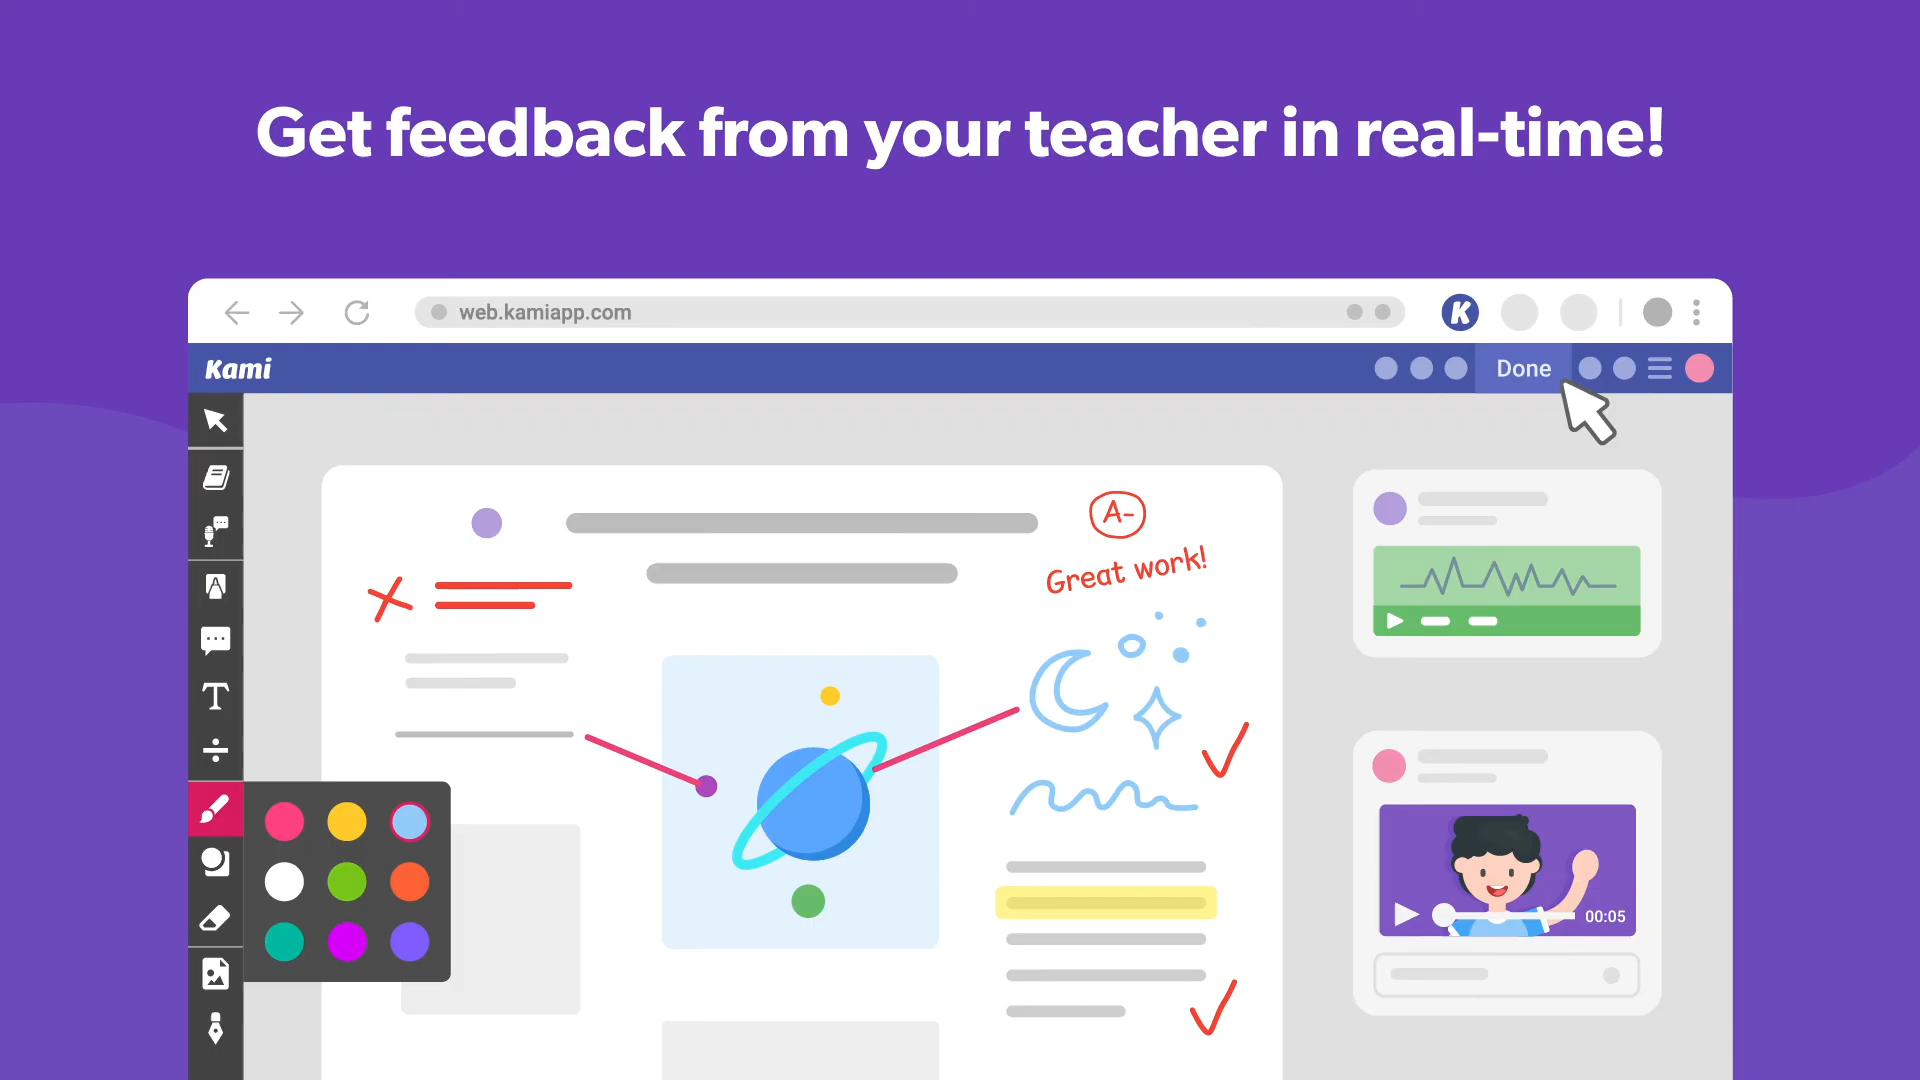 Get feedback from your teacher in real-time!
web.kamiapp.com
K
Kami
Done
A-
Great work!
A
T
00:05